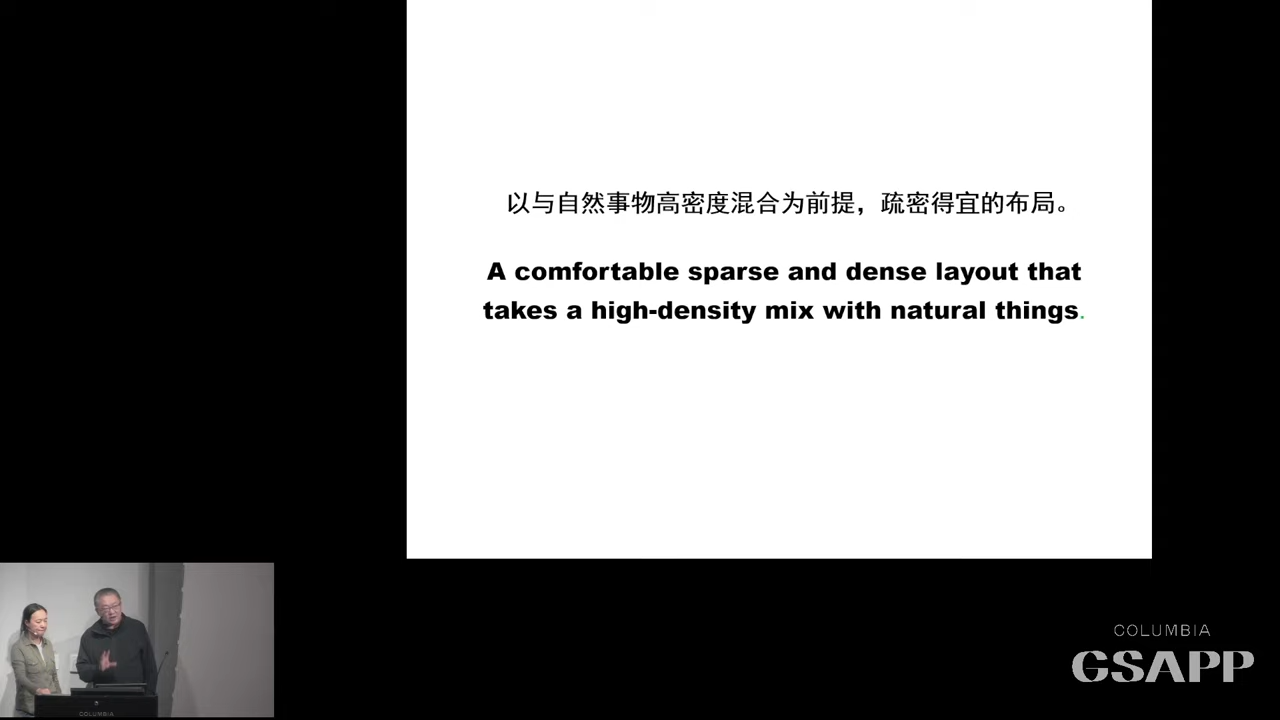 以与自然事物高密度混合为前提，疏密得宜的布局。
A comfortable sparse and dense layout that
takes a high-density mix with natural things.
COLUMBIA
GSAPP
COLUMBIA